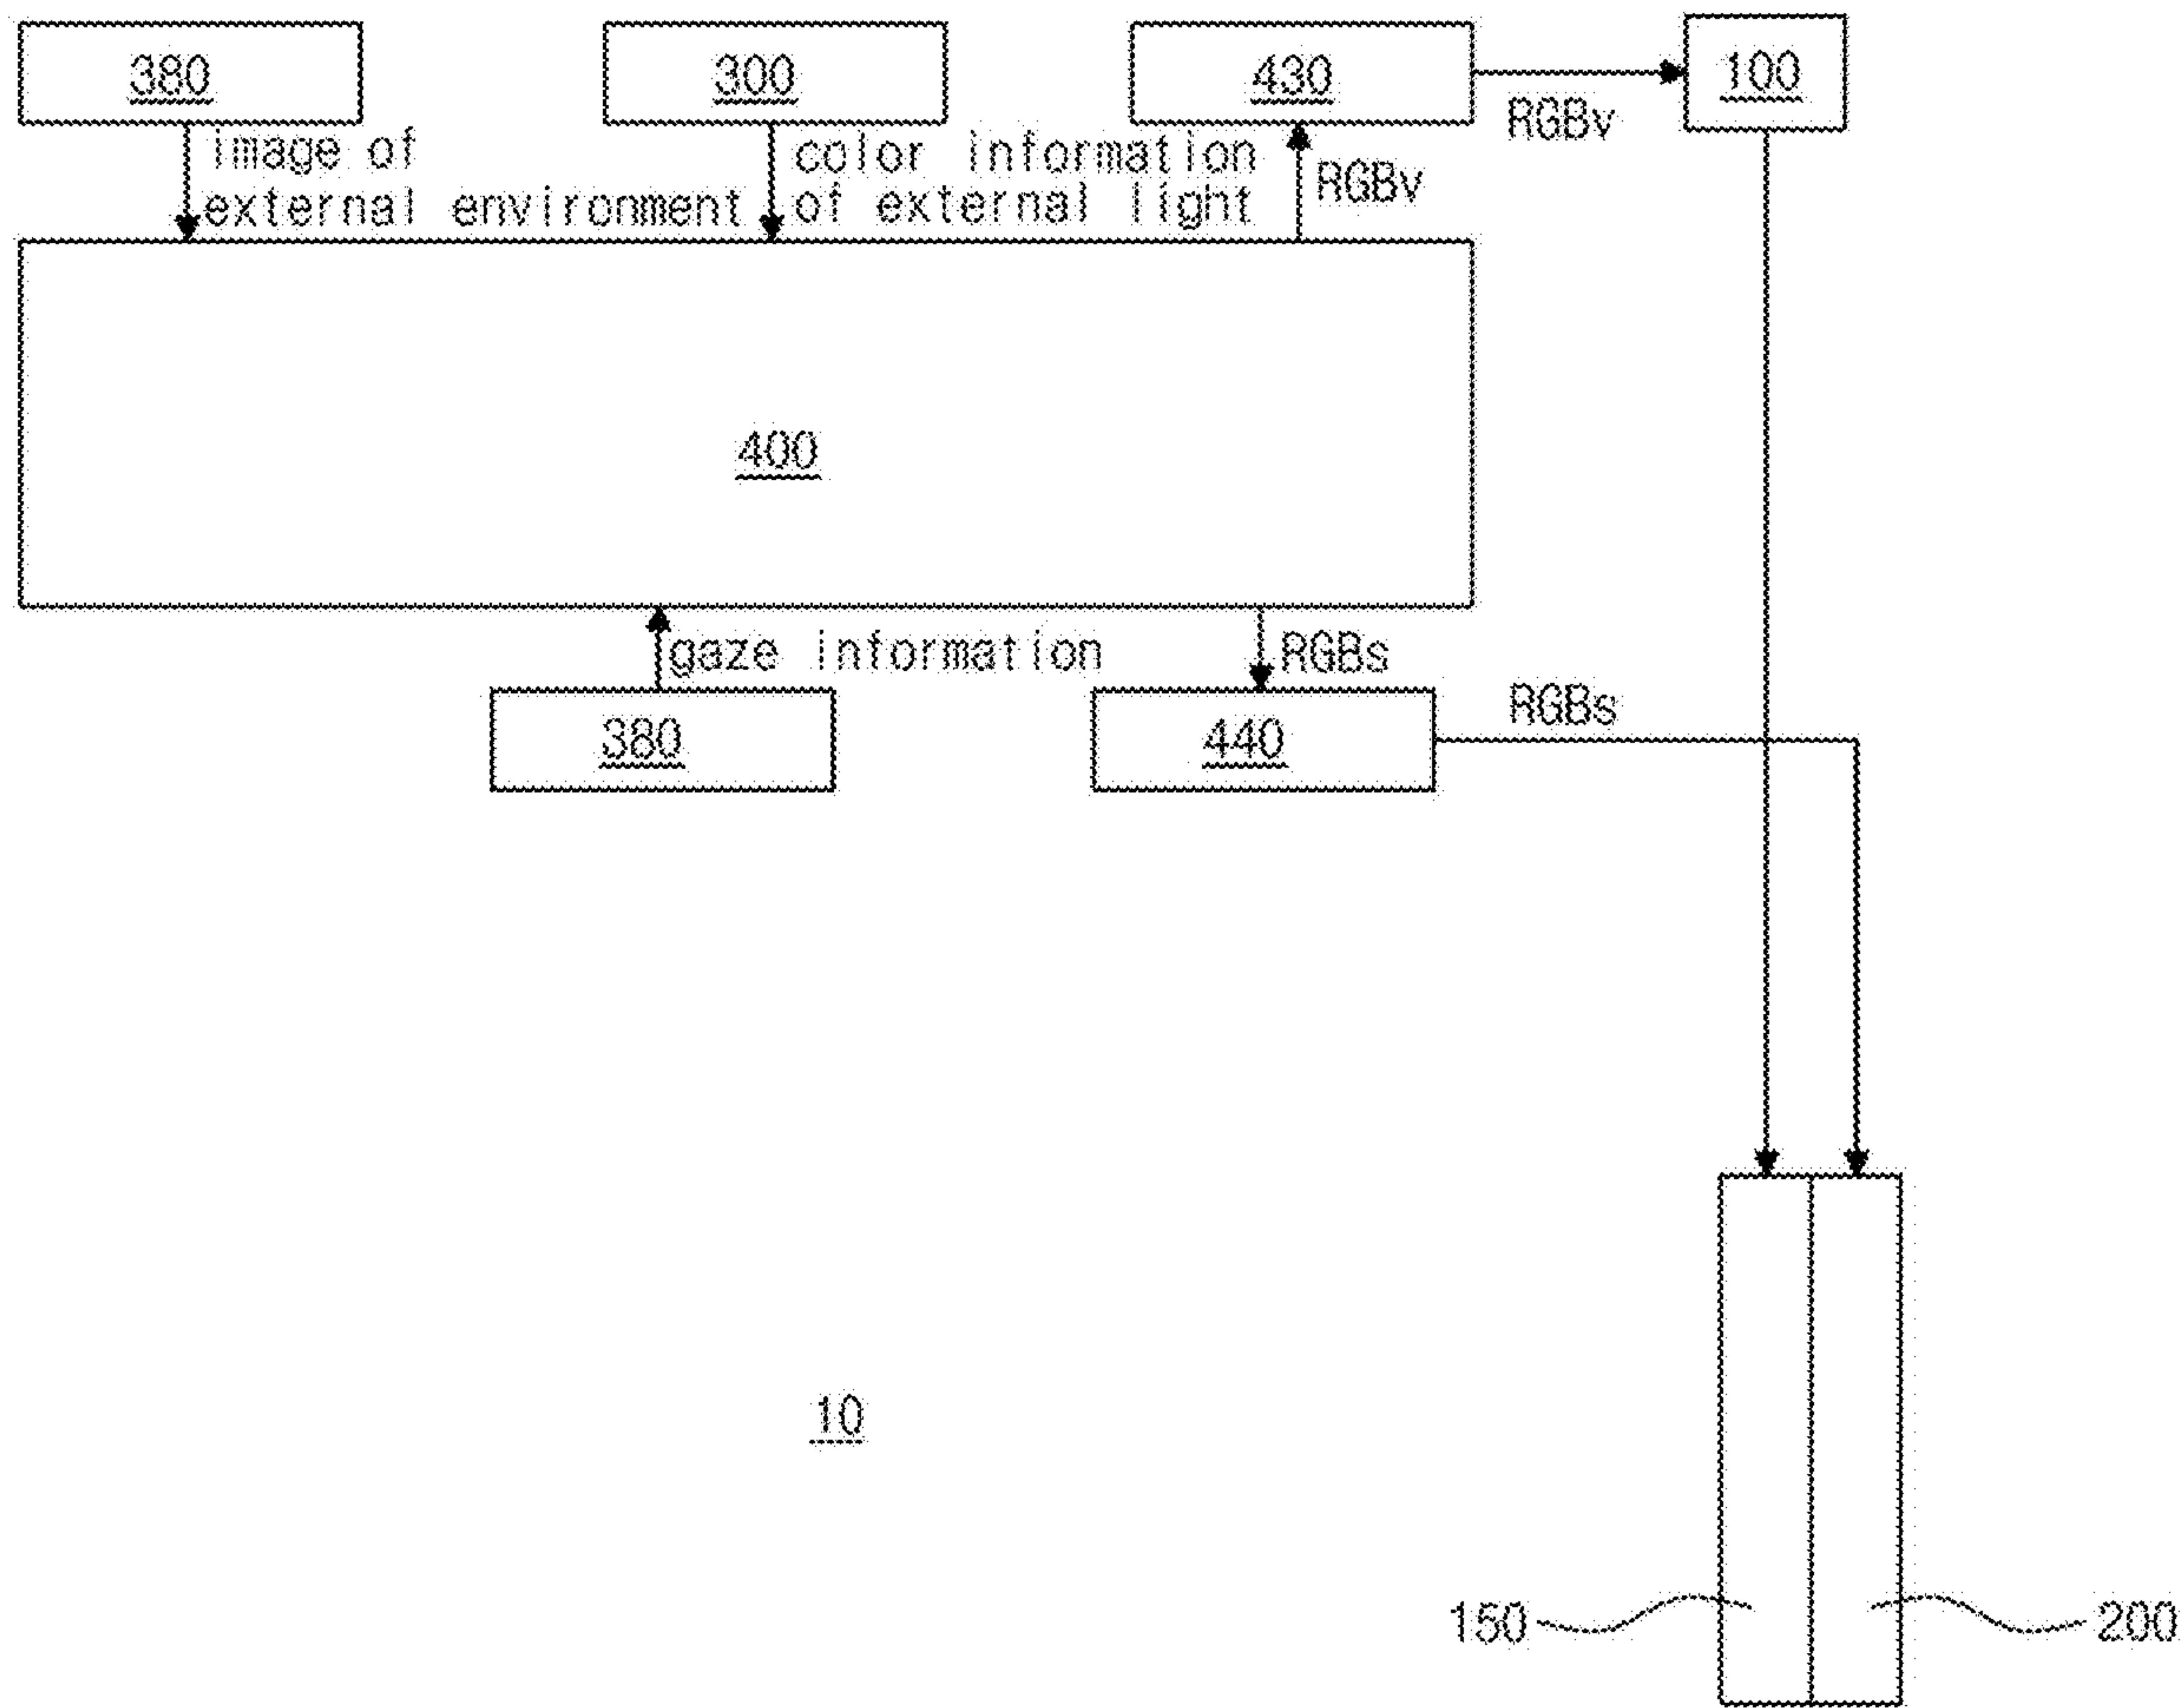 380
300
430
100
RGBv
image of
external environment
color information
of external light
RGBv
400
gaze information
RGBs
380
440
RGBs
10
150
200